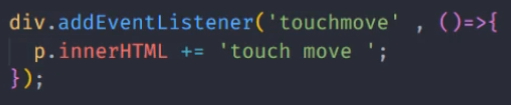 div.addEventListener('touchmove' , ()=>{
  p.innerHTML += 'touch move ';
});